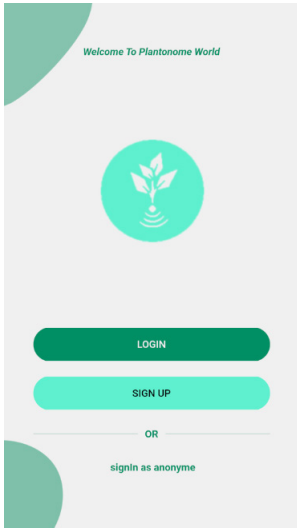 Welcome To Plantonome World
LOGIN
SIGN UP
OR
signIn as anonyme